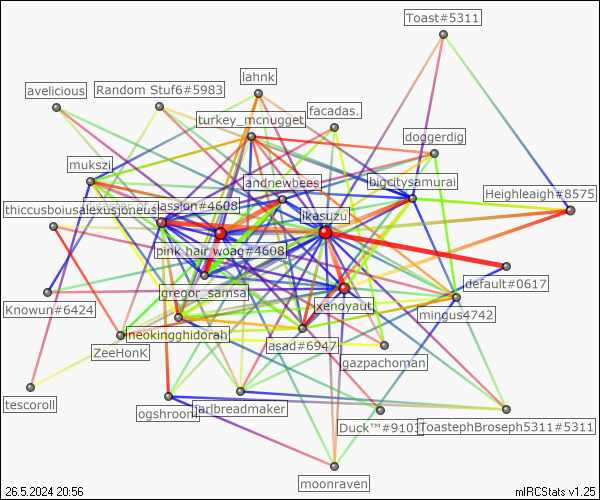 Toast#5311
lahnk
avelicious
Random Stuf6#5983
facadas.
turkey_mcnugget
doggerdig
mukszi
andnewbees
bigcitysamurai
Heighleaigh#8575
thiccusboiusalexusjoneus
assion#4608
likasuzu
pink hair woag#4608
default#0617
gregor_samsa
Knowun#6424
xenoyaut
mingus4742
neokingghidorah
ZeeHonK
asad#6947
gazpachoman
tescoroll
ogshroom
jarlbreadmaker
Duck™#9103
ToastephBroseph5311#5311
moonraven
26.5.2024 20:56
mIRCStats v1.25